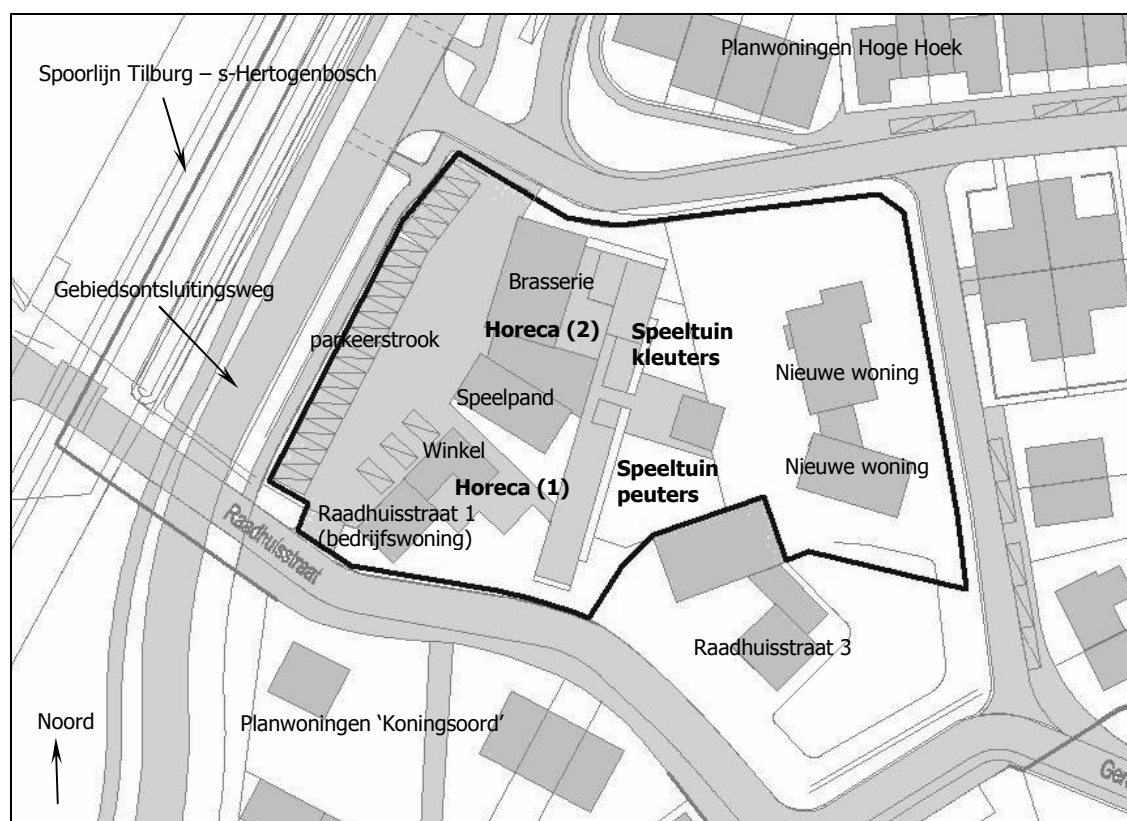 Planwoningen Hoge Hoek
Spoorlijn Tilburg – s-Hertogenbosch
Gebiedsontsluitingsweg
Brasserie
Horeca (2)
Speeltuin
kleuters
parkeerstrook
Nieuwe woning
Speelpand
Winkel
Nieuwe woning
Speeltuin
peuters
Horeca (1)
Raadhuisstraat 1
(bedrijfswoning)
Raadhuisstraat
Raadhuisstraat 3
Noord
Planwoningen ‘Koningsoord’